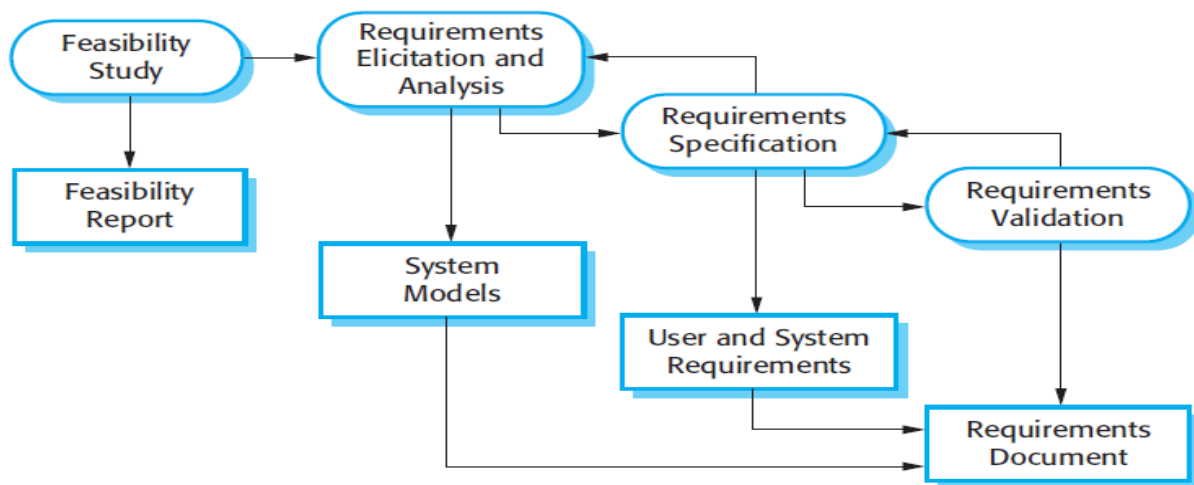 Feasibility
Study
Requirements
Elicitation and
Analysis
Requirements
Specification
Requirements
Validation
Feasibility
Report
System
Models
User and System
Requirements
Requirements
Document